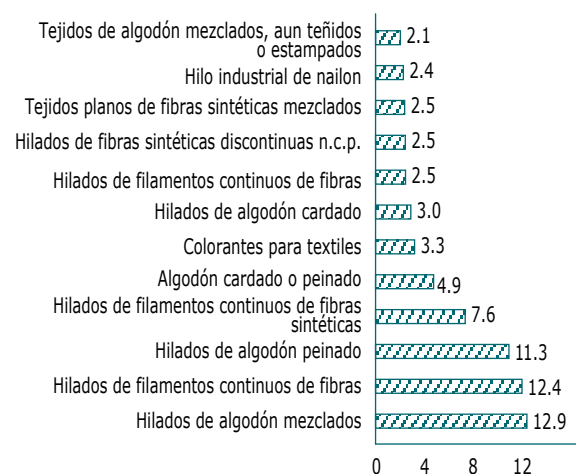 Tejidos de algodón mezclados, aun teñidos
o estampados
2.1
Hilo industrial de nailon
2.4
Tejidos planos de fibras sintéticas mezclados
2.5
Hilados de fibras sintéticas discontinuas n.c.p.
2.5
Hilados de filamentos continuos de fibras
2.5
Hilados de algodón cardado
3.0
Colorantes para textiles
3.3
Algodón cardado o peinado
4.9
Hilados de filamentos continuos de fibras
sintéticas
7.6
Hilados de algodón peinado
11.3
Hilados de filamentos continuos de fibras
12.4
Hilados de algodón mezclados
12.9
0 4 8 12